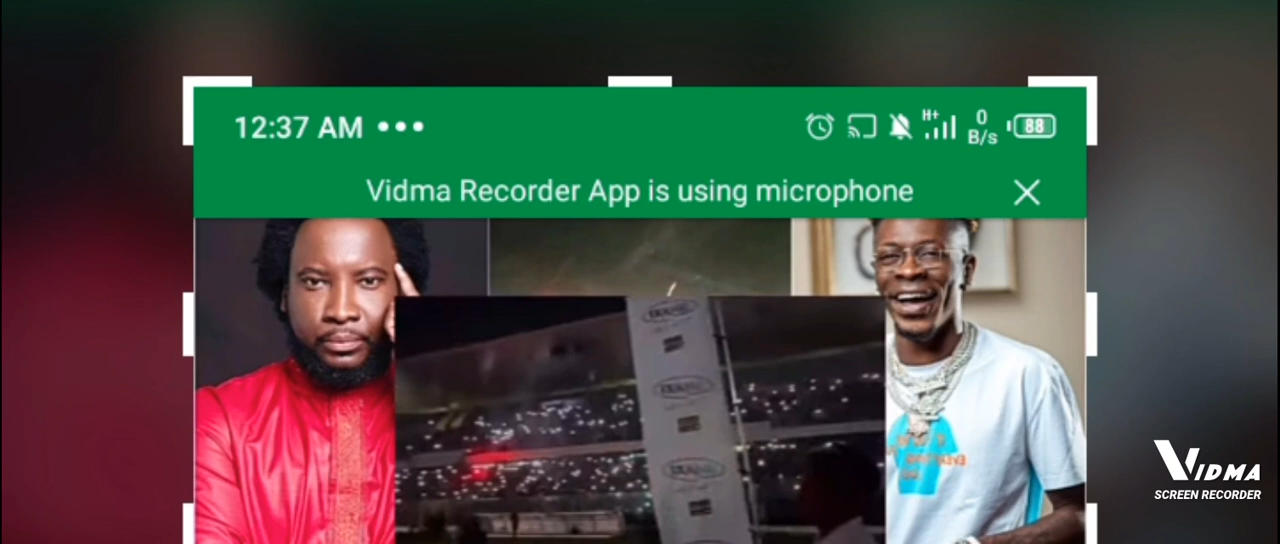 12:37 AM
H+
0
B/s
88
Vidma Recorder App is using microphone
VIDMA
SCREEN RECORDER